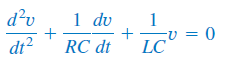 d²v/dt² + 1/RC dv/dt + 1/LC v = 0